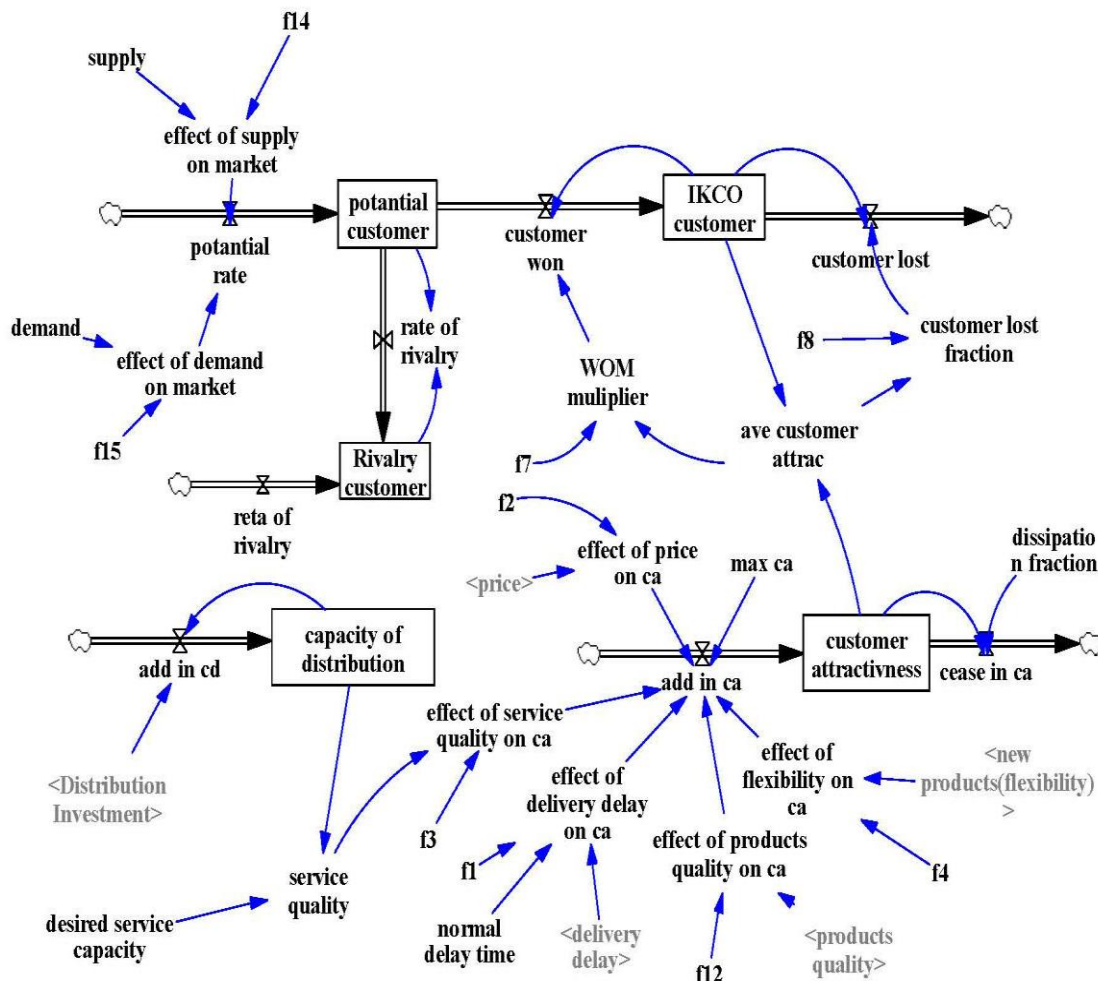 f14
supply
effect of supply
on market
potantial
customer
IKCO
customer
potantial
rate
customer
won
customer lost
demand
effect of demand
on market
rate of
rivalry
f8
customer lost
fraction
WOM
muliplier
ave customer
attrac
f15
Rivalry
customer
f7
f2
reta of
rivalry
effect of price
on ca
<price>
max ca
dissipatio
n fraction
capacity of
distribution
add in cd
customer
attractivness
add in ca
cease in ca
effect of service
quality on ca
<Distribution
Investment>
effect of
delivery delay
on ca
effect of
flexibility on
ca
<new
products(flexibility)
>
f3
f1
effect of products
quality on ca
f4
service
quality
desired service
capacity
normal
delay time
<delivery
delay>
f12
<products
quality>